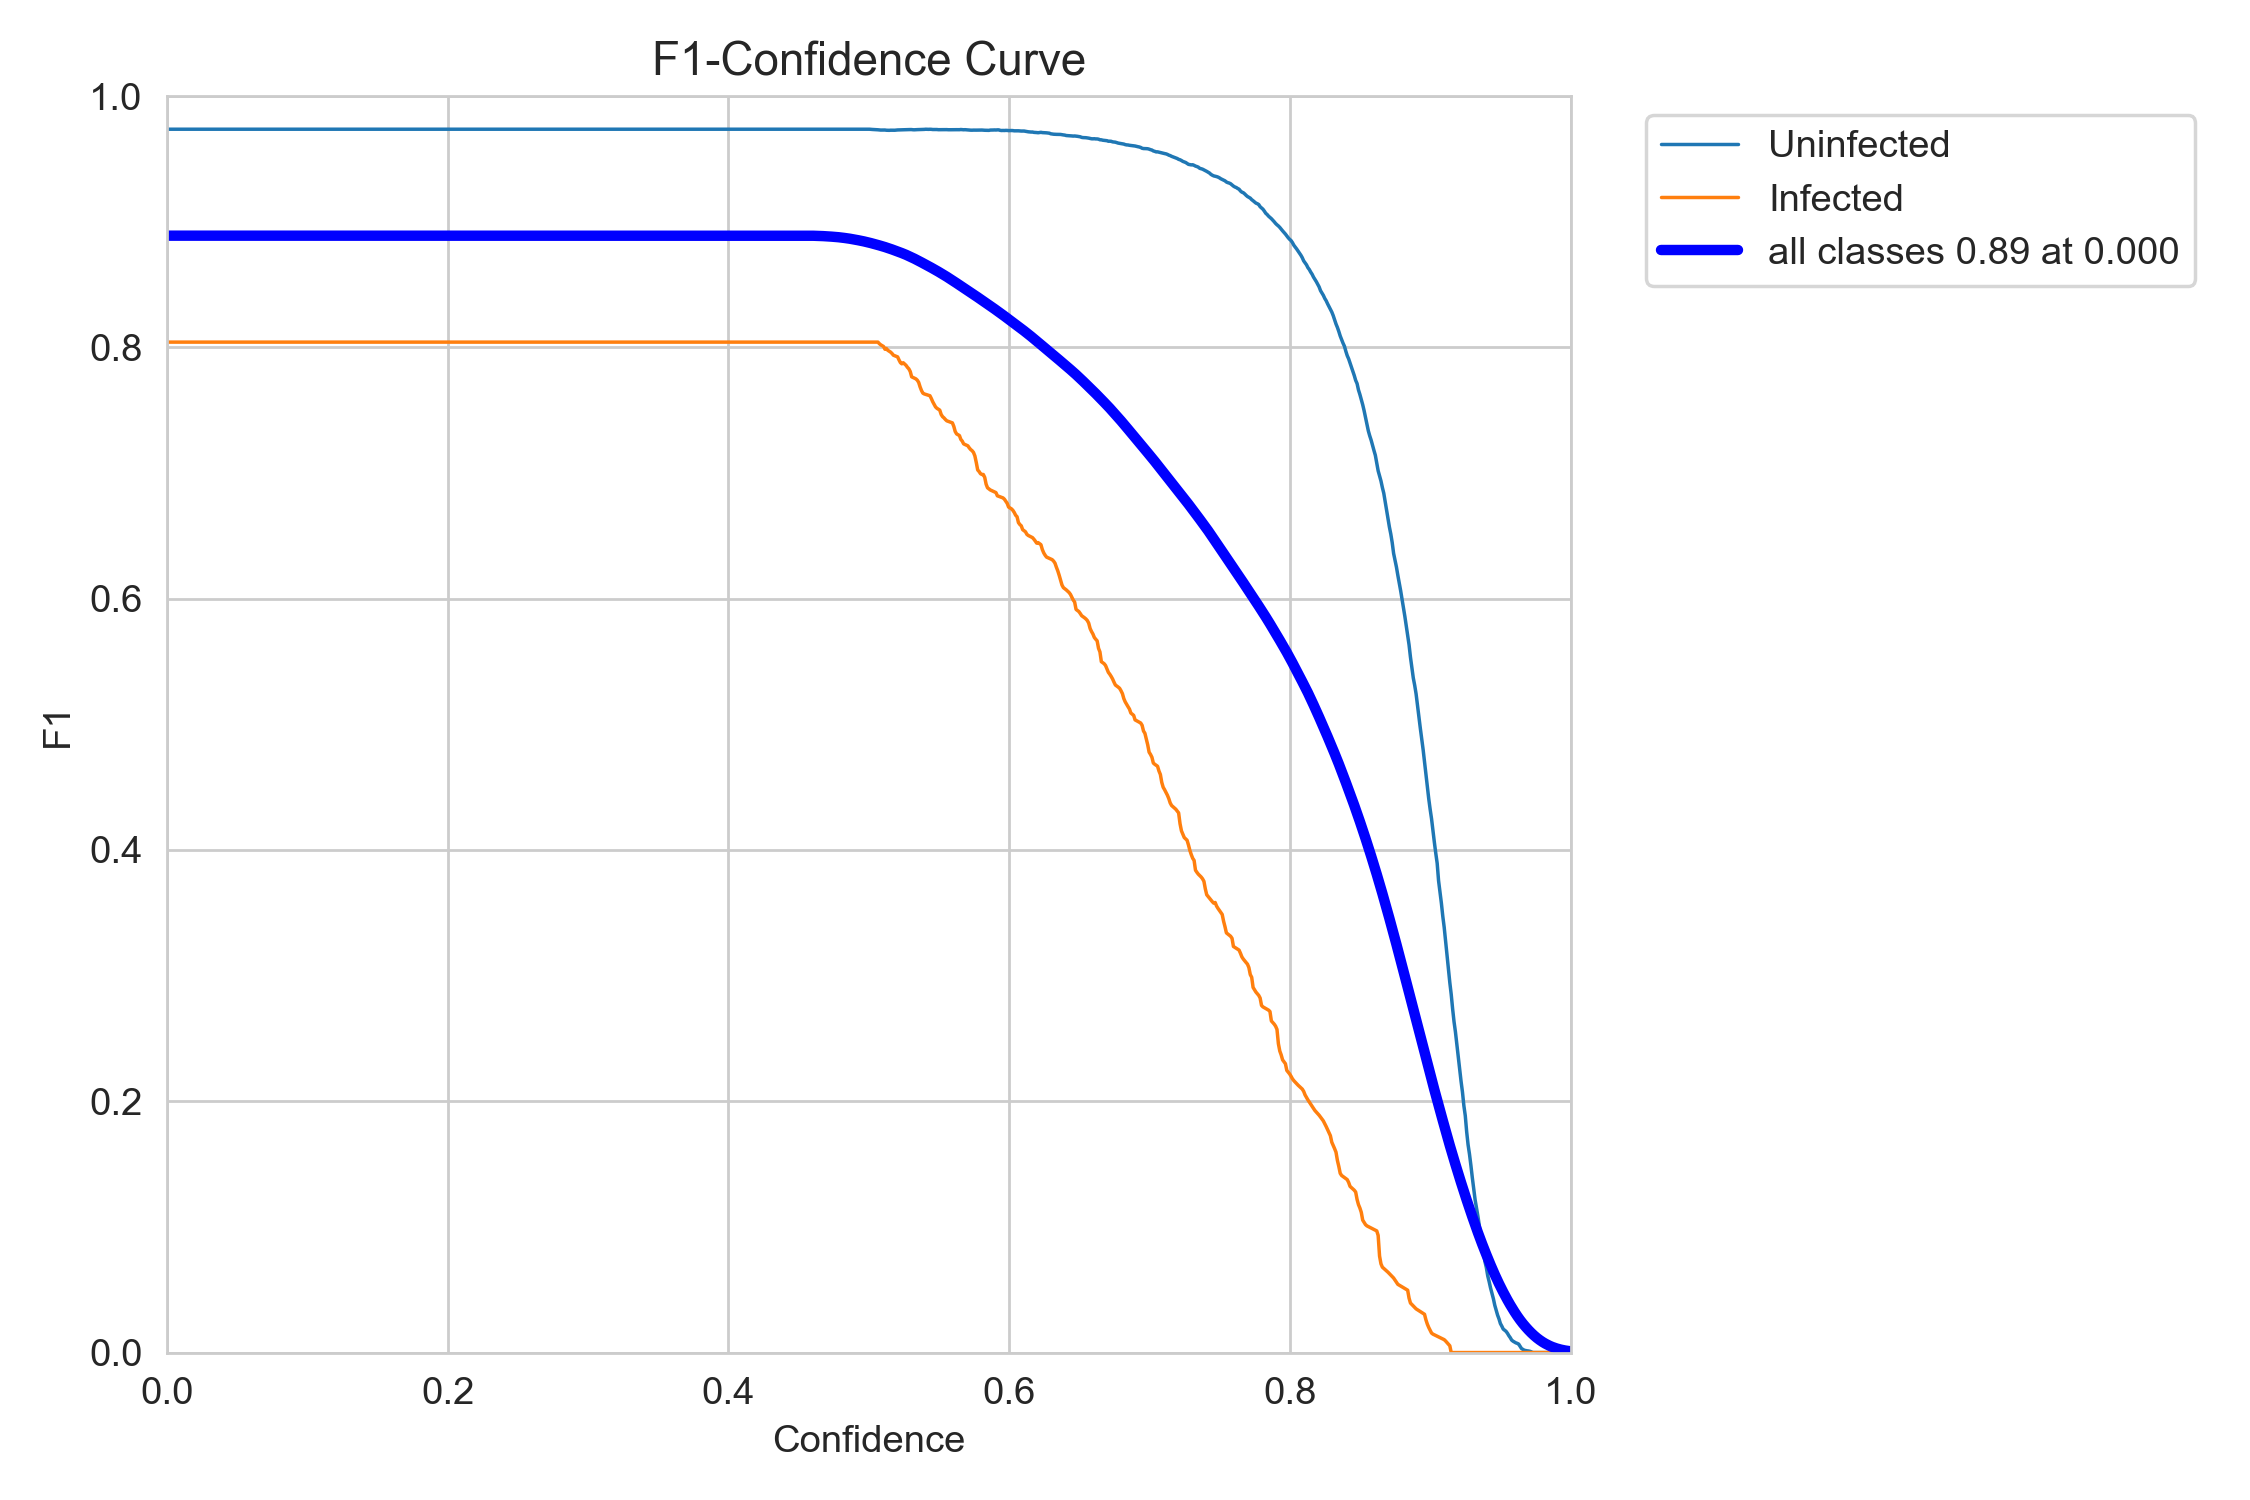 F1-Confidence Curve
Uninfected
Infected
all classes 0.89 at 0.000
1.0
0.8
0.6
0.4
0.2
0.0
F1
0.0 0.2 0.4 0.6 0.8 1.0
Confidence